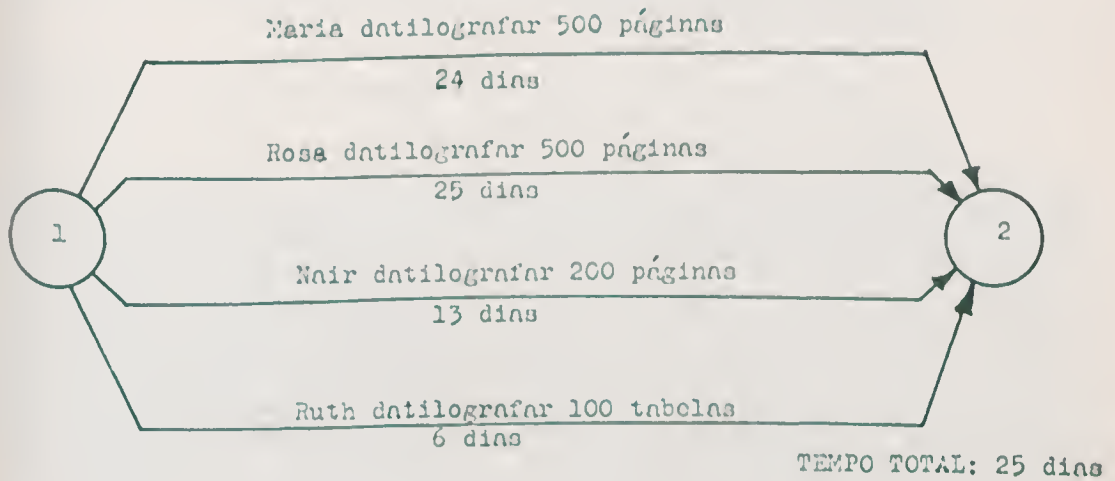 Maria datilografar 500 páginas
24 dias
Rosa datilografar 500 páginas
25 dias
1
2
Nair datilografar 200 páginas
13 dias
Ruth datilografar 100 tabelas
6 dias
TEMPO TOTAL: 25 dias